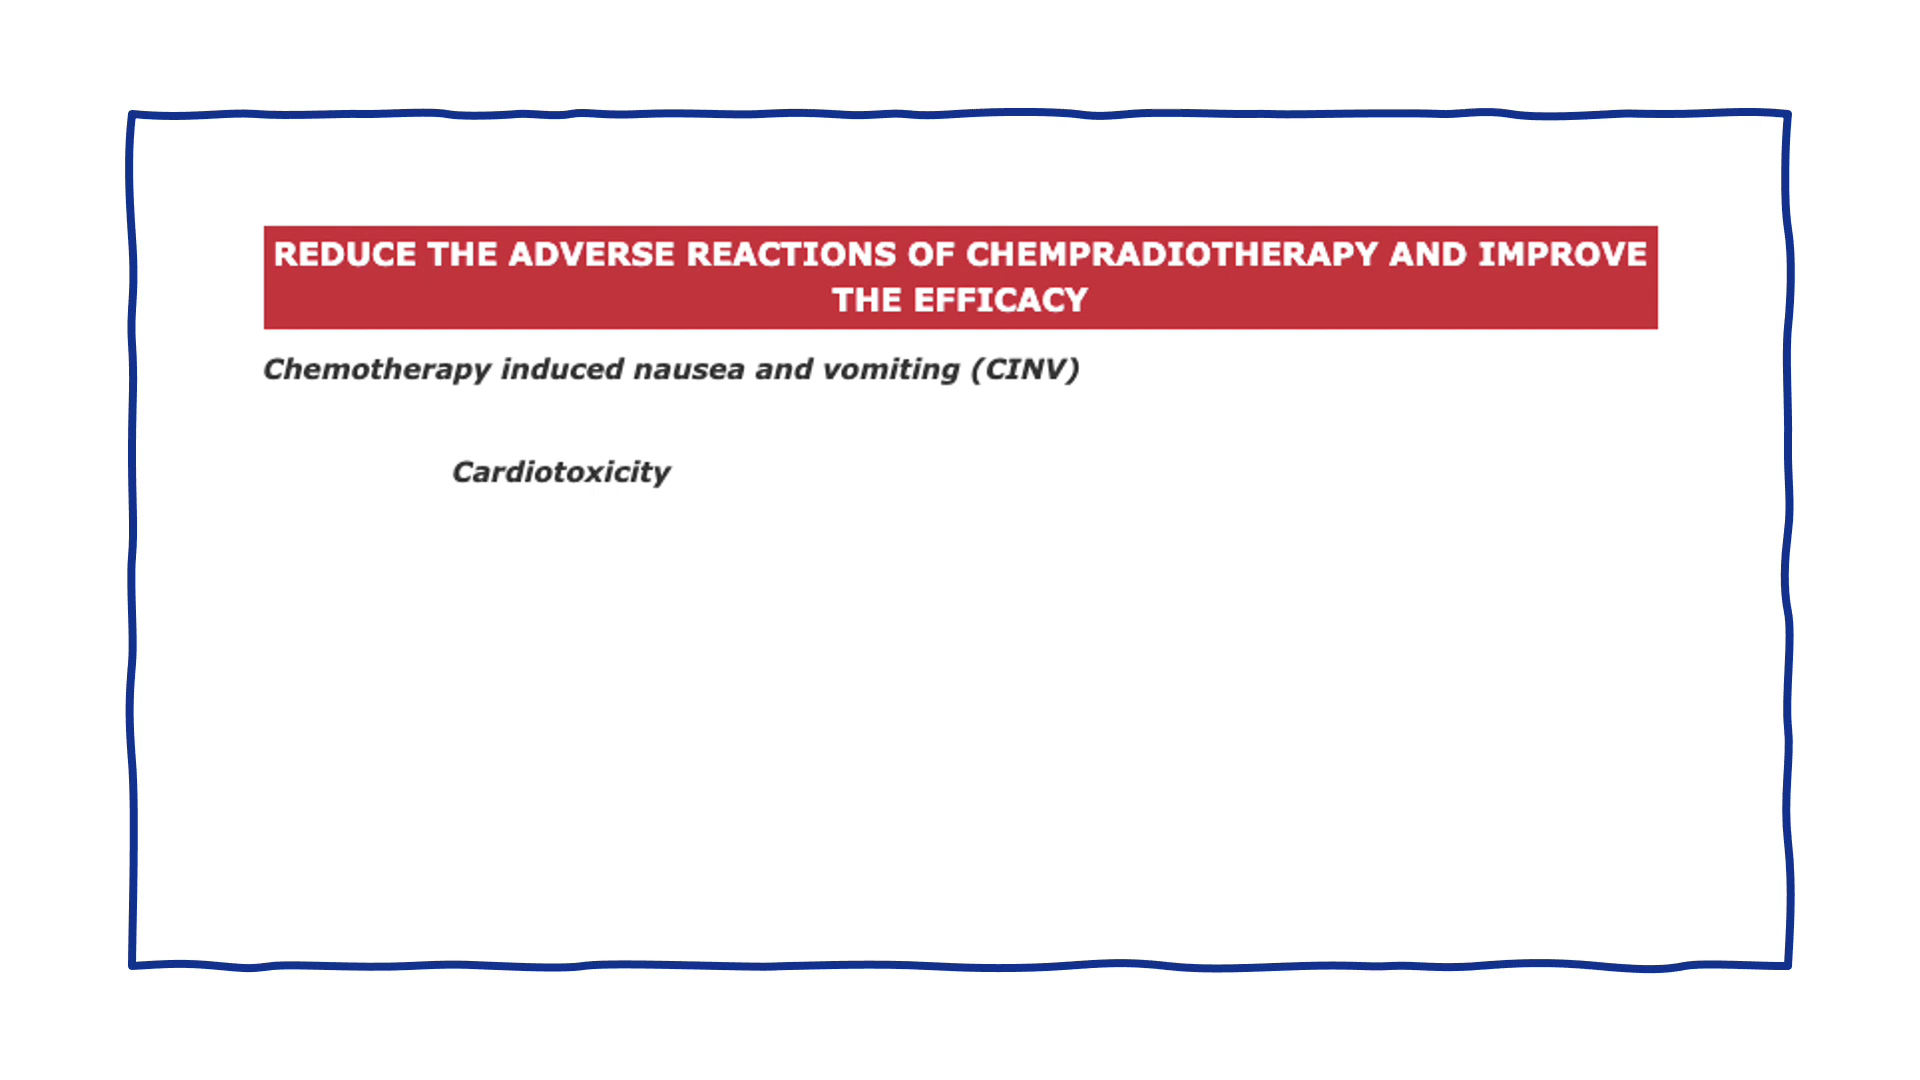 REDUCE THE ADVERSE REACTIONS OF CHEMPRADIOTHERAPY AND IMPROVE
THE EFFICACY
Chemotherapy induced nausea and vomiting (CINV)
Cardiotoxicity